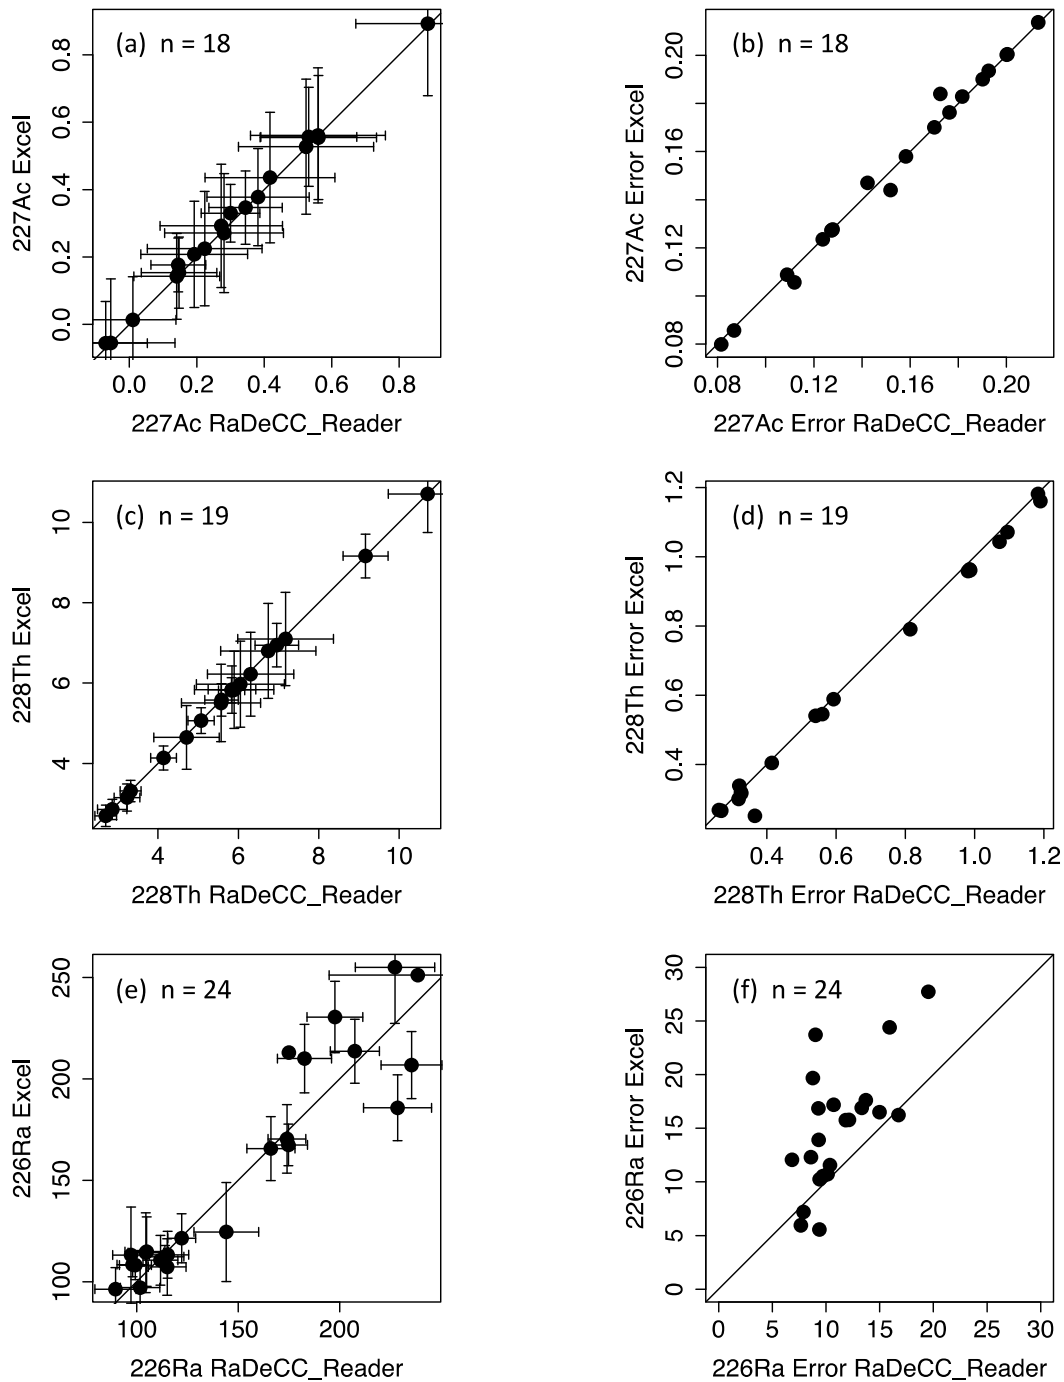 (a) n = 18
227Ac Excel
0.0 0.2 0.4 0.6 0.8
0.0 0.2 0.4 0.6 0.8
227Ac RaDeCC_Reader
(b) n = 18
227Ac Error Excel
0.08 0.12 0.16 0.20
0.08 0.12 0.16 0.20
227Ac Error RaDeCC_Reader
(c) n = 19
228Th Excel
4 6 8 10
4 6 8 10
228Th RaDeCC_Reader
(d) n = 19
228Th Error Excel
0.4 0.6 0.8 1.0 1.2
0.4 0.6 0.8 1.0 1.2
228Th Error RaDeCC_Reader
(e) n = 24
226Ra Excel
100 150 200 250
100 150 200
226Ra RaDeCC_Reader
(f) n = 24
226Ra Error Excel
0 5 10 15 20 25 30
0 5 10 15 20 25 30
226Ra Error RaDeCC_Reader